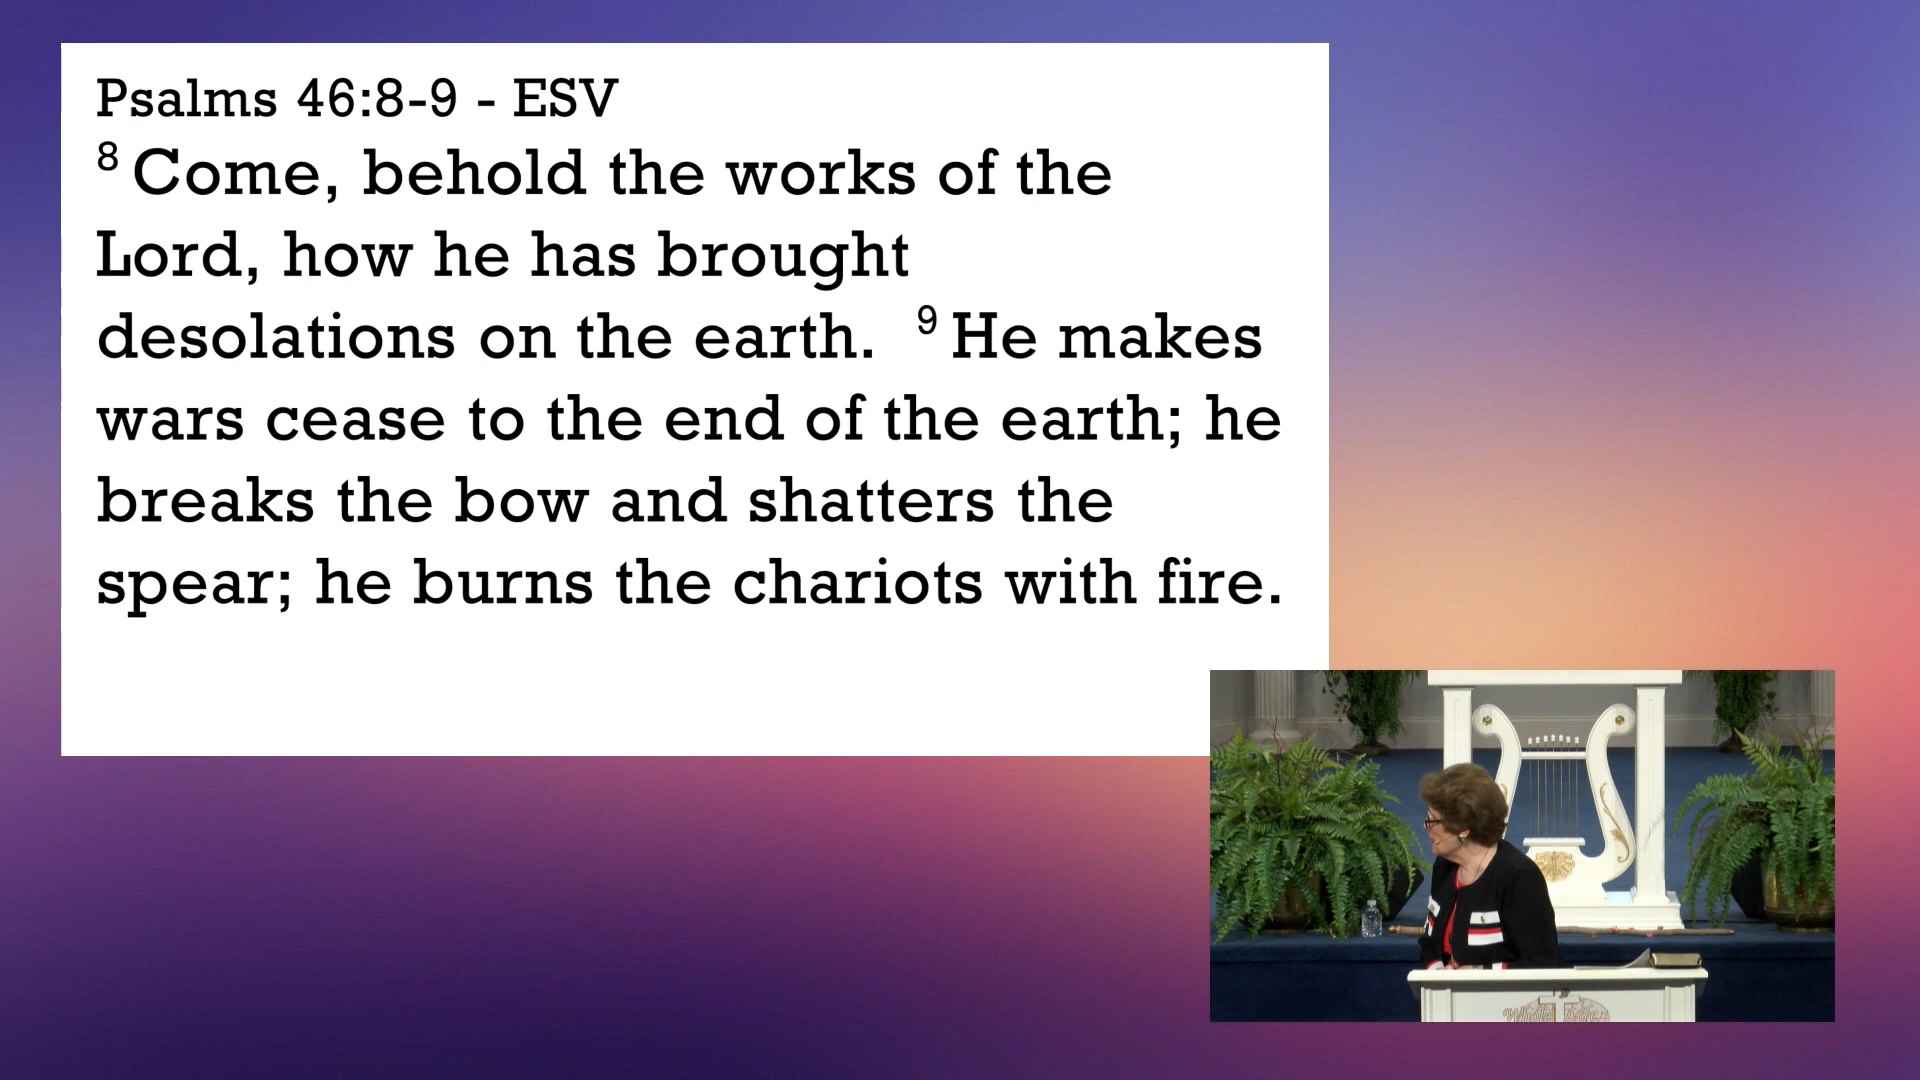 Psalms 46:8-9 - ESV
8 Come, behold the works of the
Lord, how he has brought
desolations on the earth. 9 He makes
wars cease to the end of the earth; he
breaks the bow and shatters the
spear; he burns the chariots with fire.